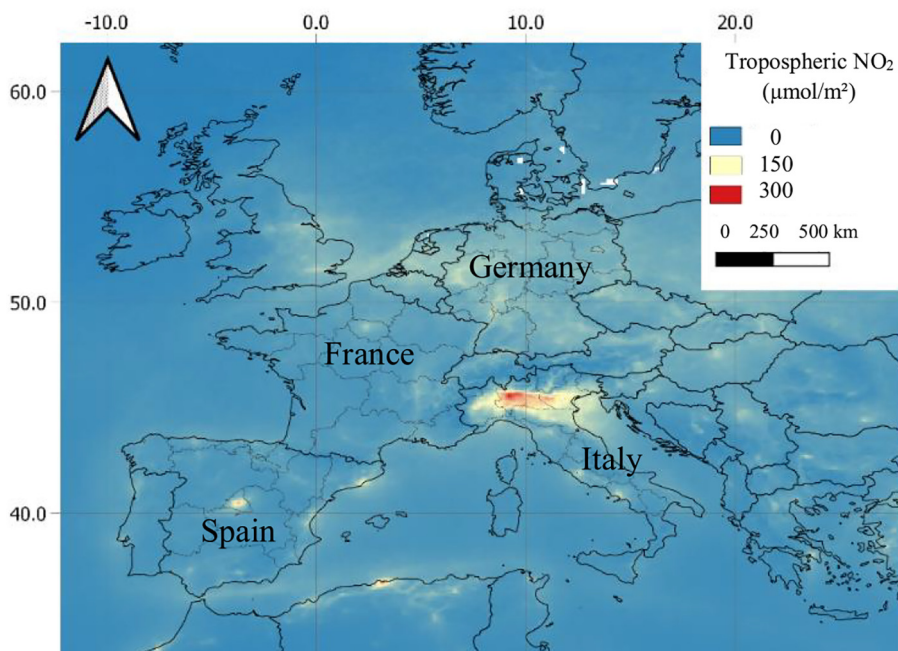 -10.0 0.0 10.0 20.0
Tropospheric NO₂
(μmol/m²)
0
150
300
0 250 500 km
60.0
50.0
40.0
Germany
France
Italy
Spain